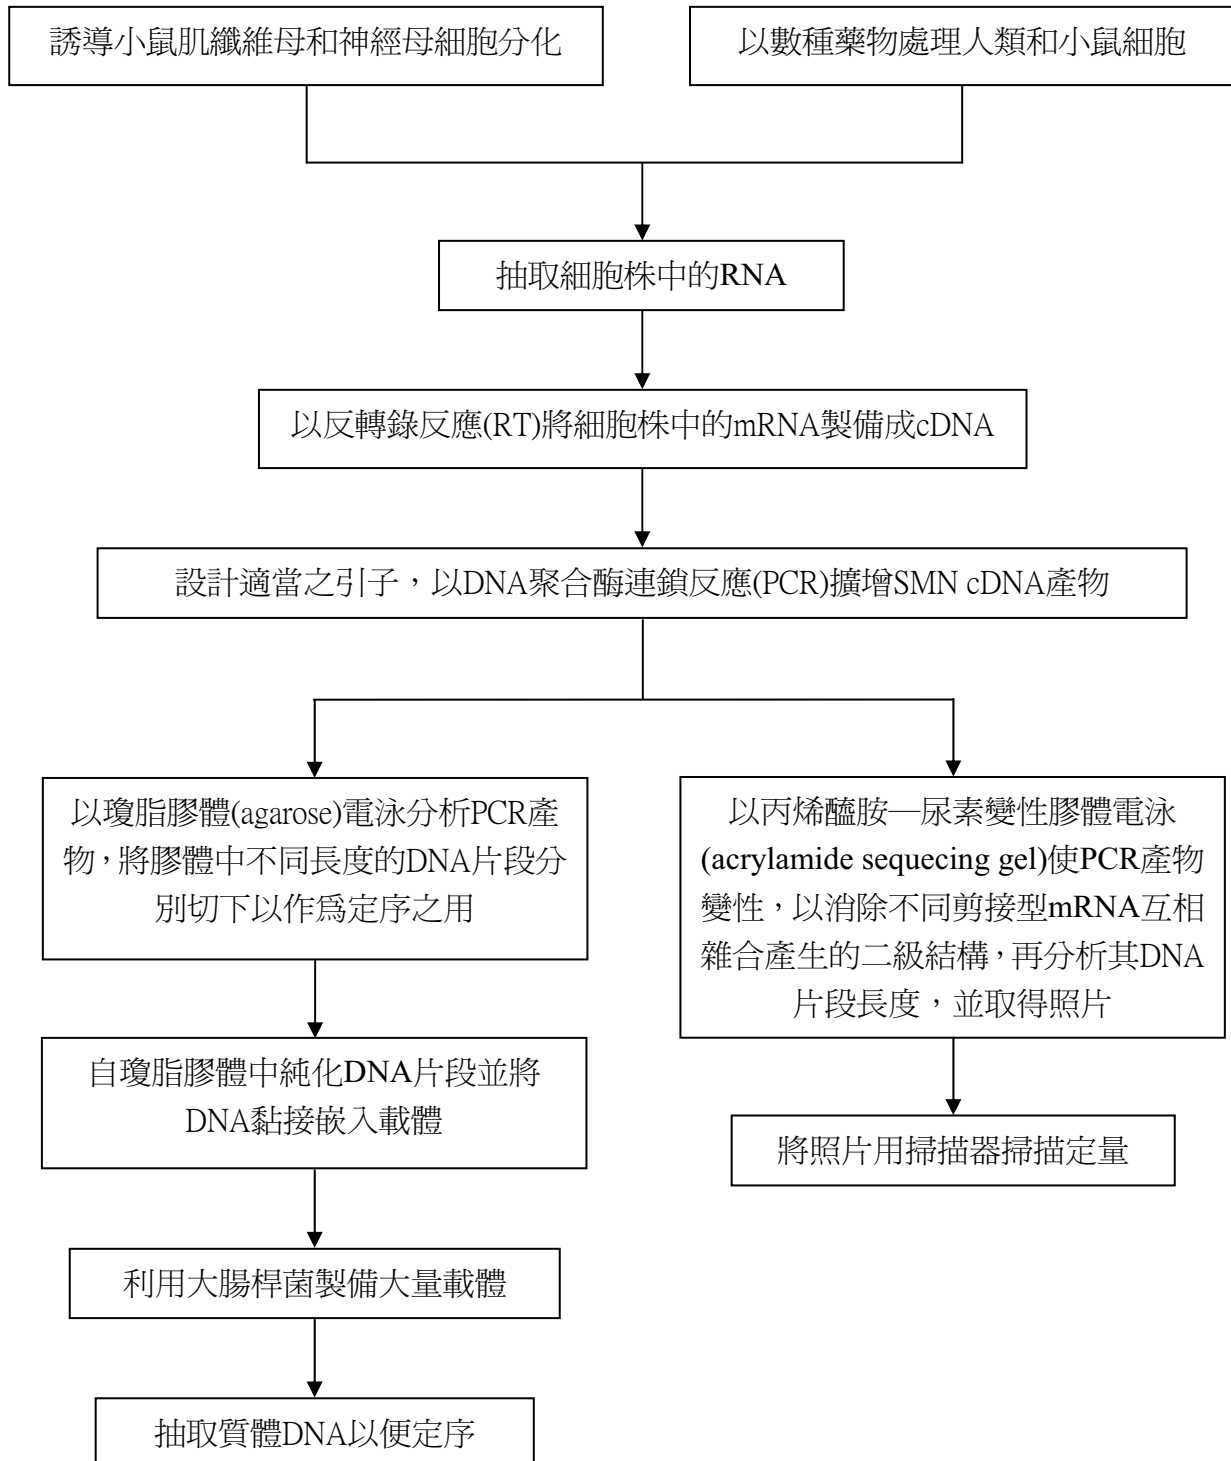 誘導小鼠肌纖維母和神經母細胞分化
以數種藥物處理人類和小鼠細胞
抽取細胞株中的RNA
以反轉錄反應(RT)將細胞株中的mRNA製備成cDNA
設計適當之引子，以DNA聚合酶連鎖反應(PCR)擴增SMN cDNA產物
以瓊脂膠體(agarose)電泳分析PCR產
物，將膠體中不同長度的DNA片段分
別切下以作爲定序之用
以丙烯醯胺—尿素變性膠體電泳
(acrylamide sequecing gel)使PCR產物
變性，以消除不同剪接型mRNA互相
雜合產生的二級結構，再分析其DNA
片段長度，並取得照片
自瓊脂膠體中純化DNA片段並將
DNA黏接嵌入載體
將照片用掃描器掃描定量
利用大腸桿菌製備大量載體
抽取質體DNA以便定序